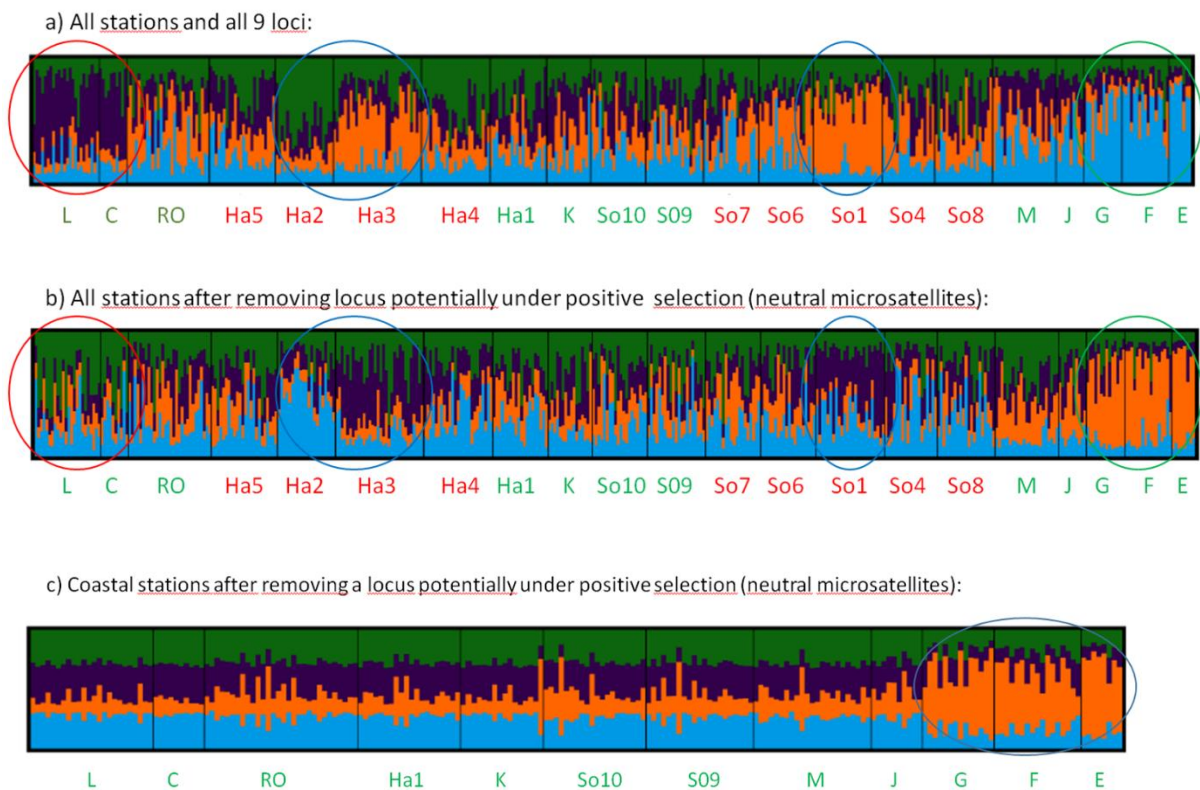 a) All stations and all 9 loci:
L C RO Ha5 Ha2 Ha3 Ha4 Ha1 K So10 S09 So7 So6 So1 So4 So8 M J G F E
b) All stations after removing locus potentially under positive selection (neutral microsatellites):
L C RO Ha5 Ha2 Ha3 Ha4 Ha1 K So10 S09 So7 So6 So1 So4 So8 M J G F E
c) Coastal stations after removing a locus potentially under positive selection (neutral microsatellites):
L C RO Ha1 K So10 S09 M J G F E